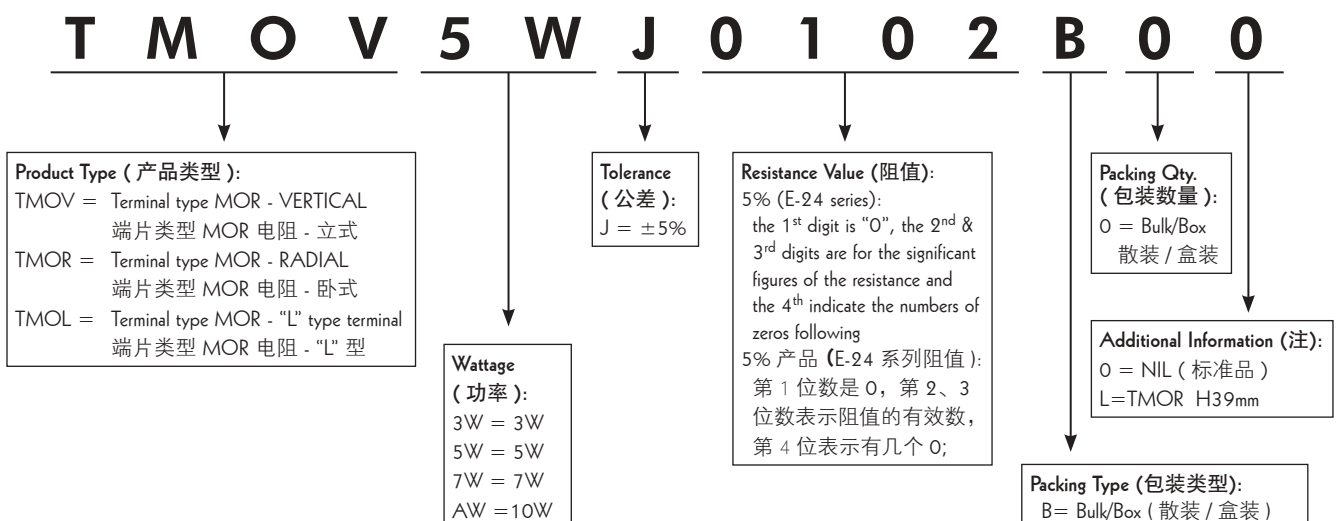 TMOV5WJ0102B00
Product Type ( 产品类型 ):
TMOV = Terminal type MOR - VERTICAL
端片类型 MOR 电阻 - 立式
TMOR = Terminal type MOR - RADIAL
端片类型 MOR 电阻 - 卧式
TMOL = Terminal type MOR - “L” type terminal
端片类型 MOR 电阻 - “L” 型
Wattage
( 功率 ):
3W = 3W
5W = 5W
7W = 7W
AW =10W
Tolerance
( 公差 ):
J = ±5%
Resistance Value (阻值):
5% (E-24 series):
the 1st digit is “0”, the 2nd &
3rd digits are for the significant
figures of the resistance and
the 4th indicate the numbers of
zeros following
5% 产品 (E-24 系列阻值 ):
第 1 位数是 0，第 2、3
位数表示阻值的有效数，
第 4 位表示有几个 0;
Packing Qty.
( 包装数量 ):
0 = Bulk/Box
散装 / 盒装
Additional Information (注):
0 = NIL ( 标准品 )
L=TMOR H39mm
Packing Type (包装类型):
B= Bulk/Box ( 散装 / 盒装 )